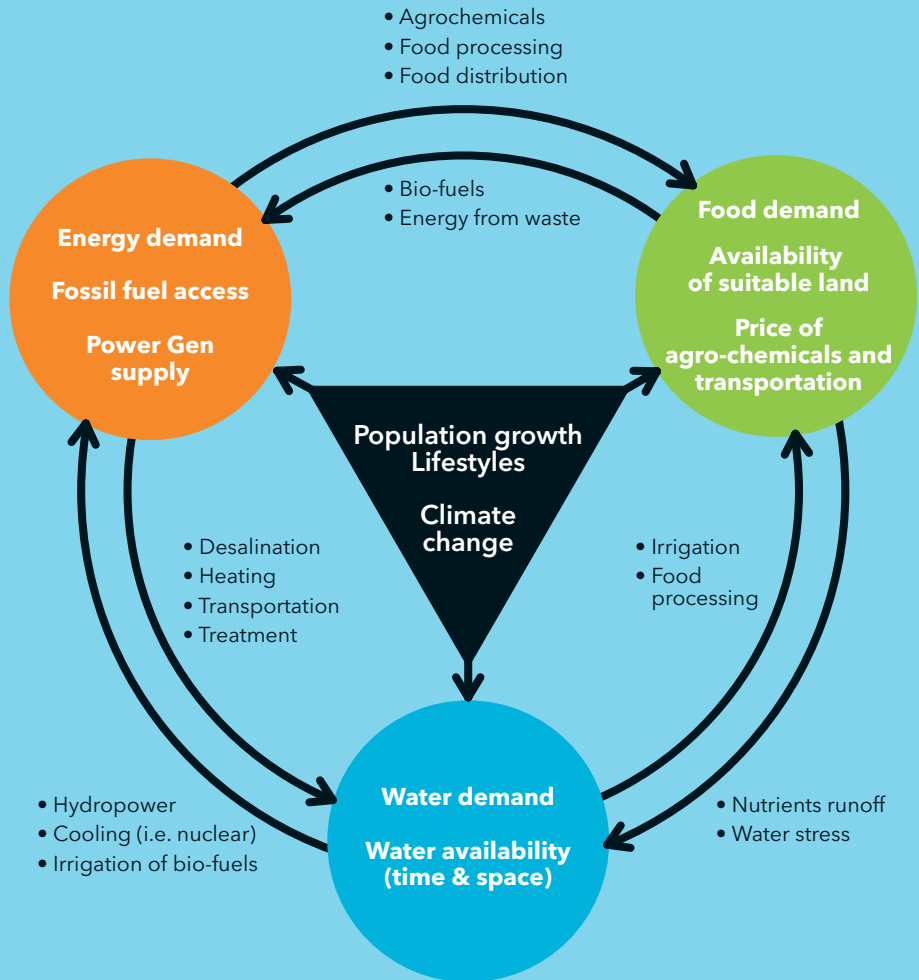 • Agrochemicals
• Food processing
• Food distribution
• Bio-fuels
• Energy from waste
Energy demand
Fossil fuel access
Power Gen
supply
Food demand
Availability
of suitable land
Price of
agro-chemicals and
transportation
Population growth
Lifestyles
Climate
change
• Desalination
• Heating
• Transportation
• Treatment
• Irrigation
• Food
processing
• Hydropower
• Cooling (i.e. nuclear)
• Irrigation of bio-fuels
Water demand
Water availability
(time & space)
• Nutrients runoff
• Water stress